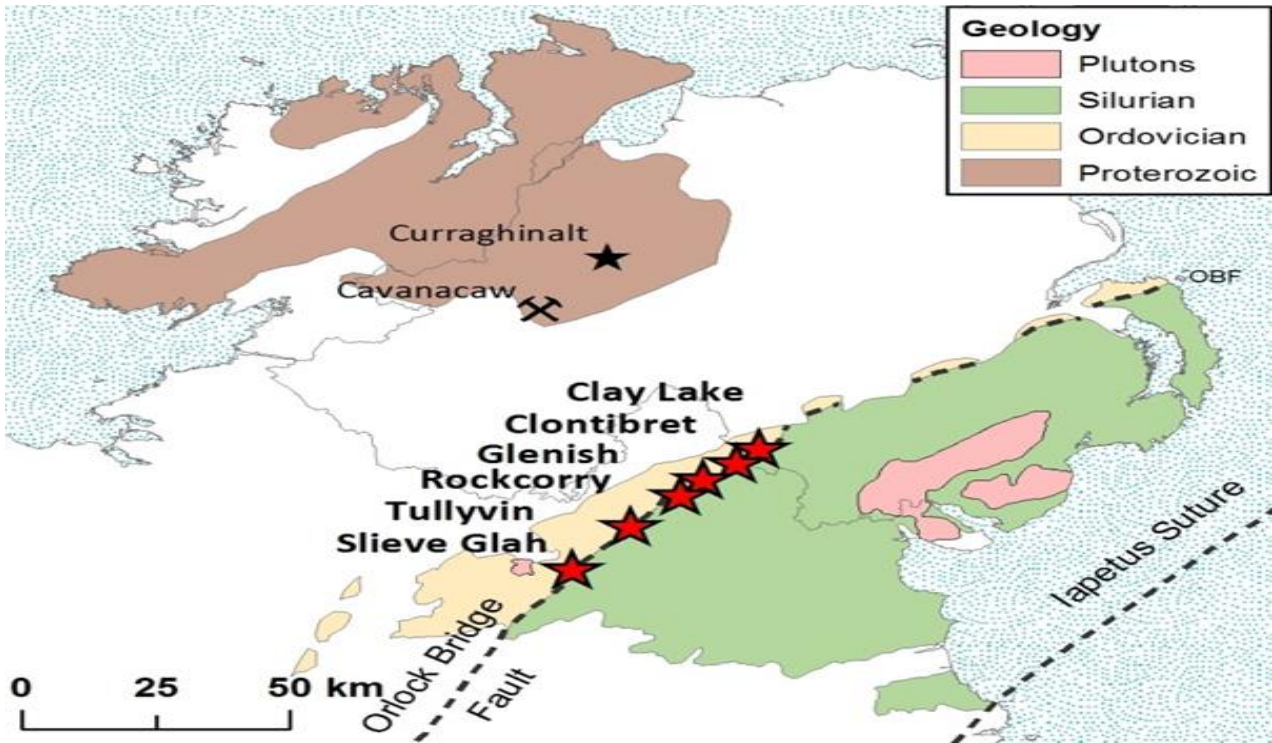 Geology
Plutons
Silurian
Ordovician
Proterozoic
Curraghinalt
Cavanacaw
OBF
Clay Lake
Clontibret
Glenish
Rockcorry
Tullyvin
Slieve Glah
Iapetus Suture
Orlock Bridge
Fault
0 25 50 km